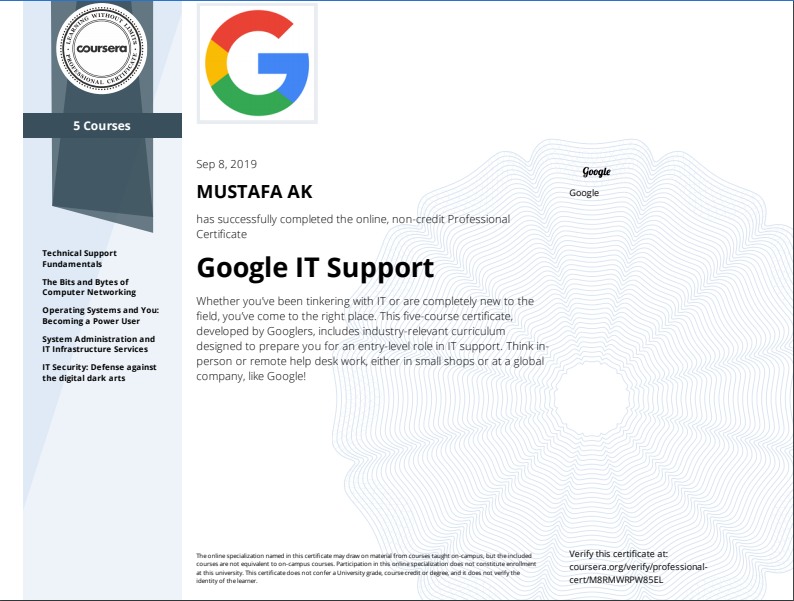 LEARNING WITHOUT LIMITS
coursera
PROFESSIONAL CERTIFICATE
5 Courses
Technical Support
Fundamentals
The Bits and Bytes of
Computer Networking
Operating Systems and You:
Becoming a Power User
System Administration and
IT Infrastructure Services
IT Security: Defense against
the digital dark arts
G
Sep 8, 2019
MUSTAFA AK
has successfully completed the online, non-credit Professional
Certificate
Google IT Support
Whether you've been tinkering with IT or are completely new to the
field, you've come to the right place. This five-course certificate,
developed by Googlers, includes industry-relevant curriculum
designed to prepare you for an entry-level role in IT support. Think in-
person or remote help desk work, either in small shops or at a global
company, like Google!
Google
Google
The online specialization named in this certificate may draw on material from courses taught on-campus, but the included
courses are not equivalent to on-campus courses. Participation in this online specialization does not constitute enrollment
at this university. This certificate does not confer a University grade, course credit or degree, and it does not verify the
identity of the learner.
Verify this certificate at:
coursera.org/verify/professional-
cert/M8RMWRPW85EL